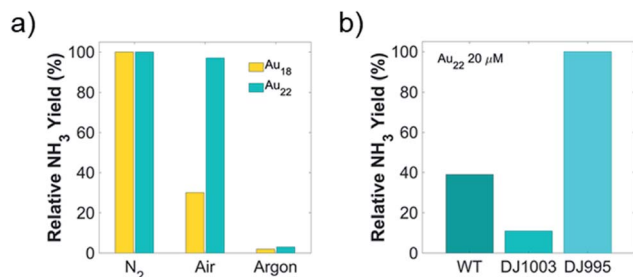 a)
Relative NH3 Yield (%)
100
80
60
40
20
0
Au18
Au22
N2
Air
Argon
b)
Relative NH3 Yield (%)
100
80
60
40
20
0
Au22 20 μM
WT
DJ1003
DJ995